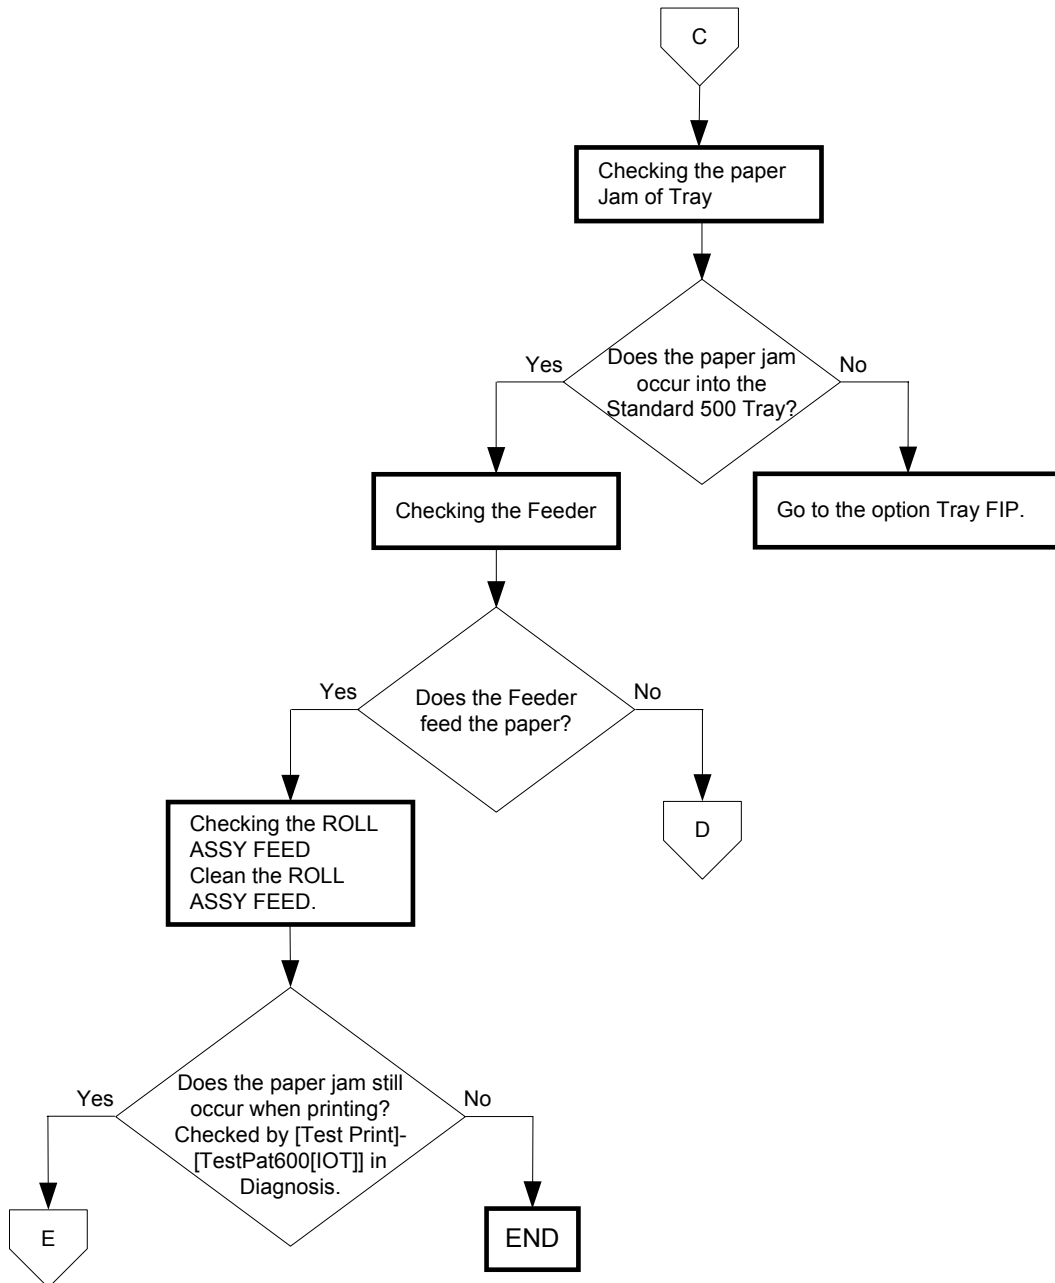 C
Checking the paper
Jam of Tray
Does the paper jam
occur into the
Standard 500 Tray?
Yes
No
Checking the Feeder
Go to the option Tray FIP.
Does the Feeder
feed the paper?
Yes
No
Checking the ROLL
ASSY FEED
Clean the ROLL
ASSY FEED.
D
Does the paper jam still
occur when printing?
Checked by [Test Print]-
[TestPat600[IOT]] in
Diagnosis.
Yes
No
E
END